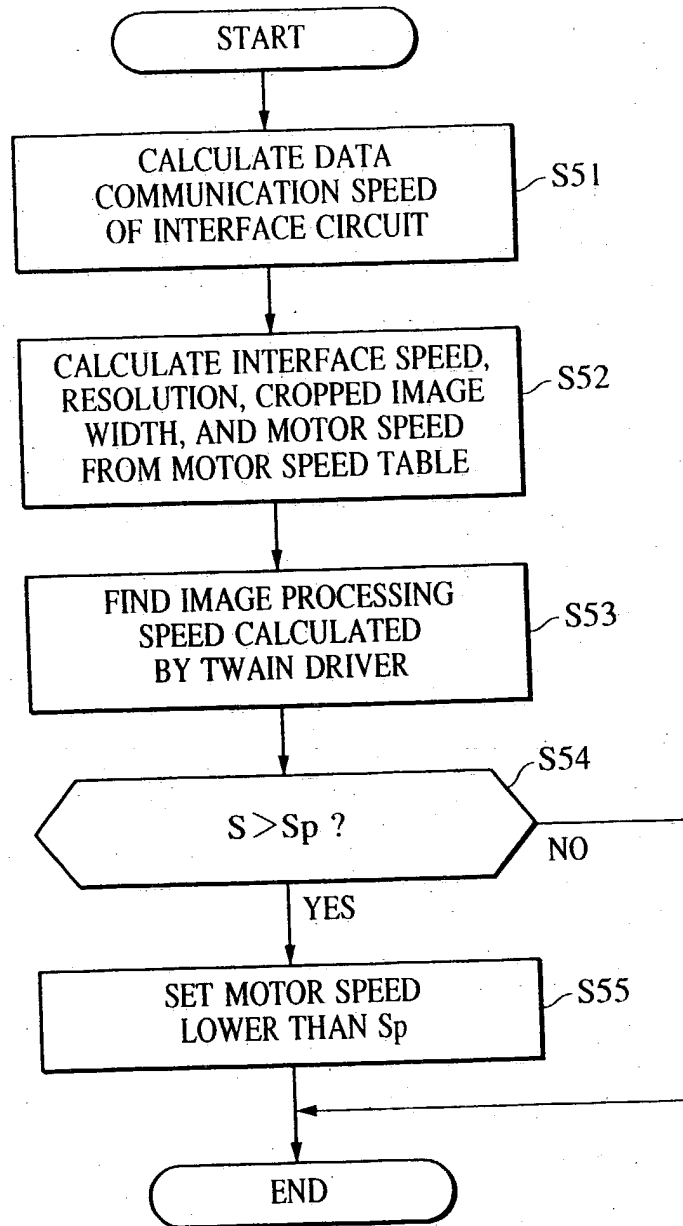 START
CALCULATE DATA
COMMUNICATION SPEED
OF INTERFACE CIRCUIT
S51
CALCULATE INTERFACE SPEED,
RESOLUTION, CROPPED IMAGE
WIDTH, AND MOTOR SPEED
FROM MOTOR SPEED TABLE
S52
FIND IMAGE PROCESSING
SPEED CALCULATED
BY TWAIN DRIVER
S53
S54
S>Sp ?
NO
YES
SET MOTOR SPEED
LOWER THAN Sp
S55
END